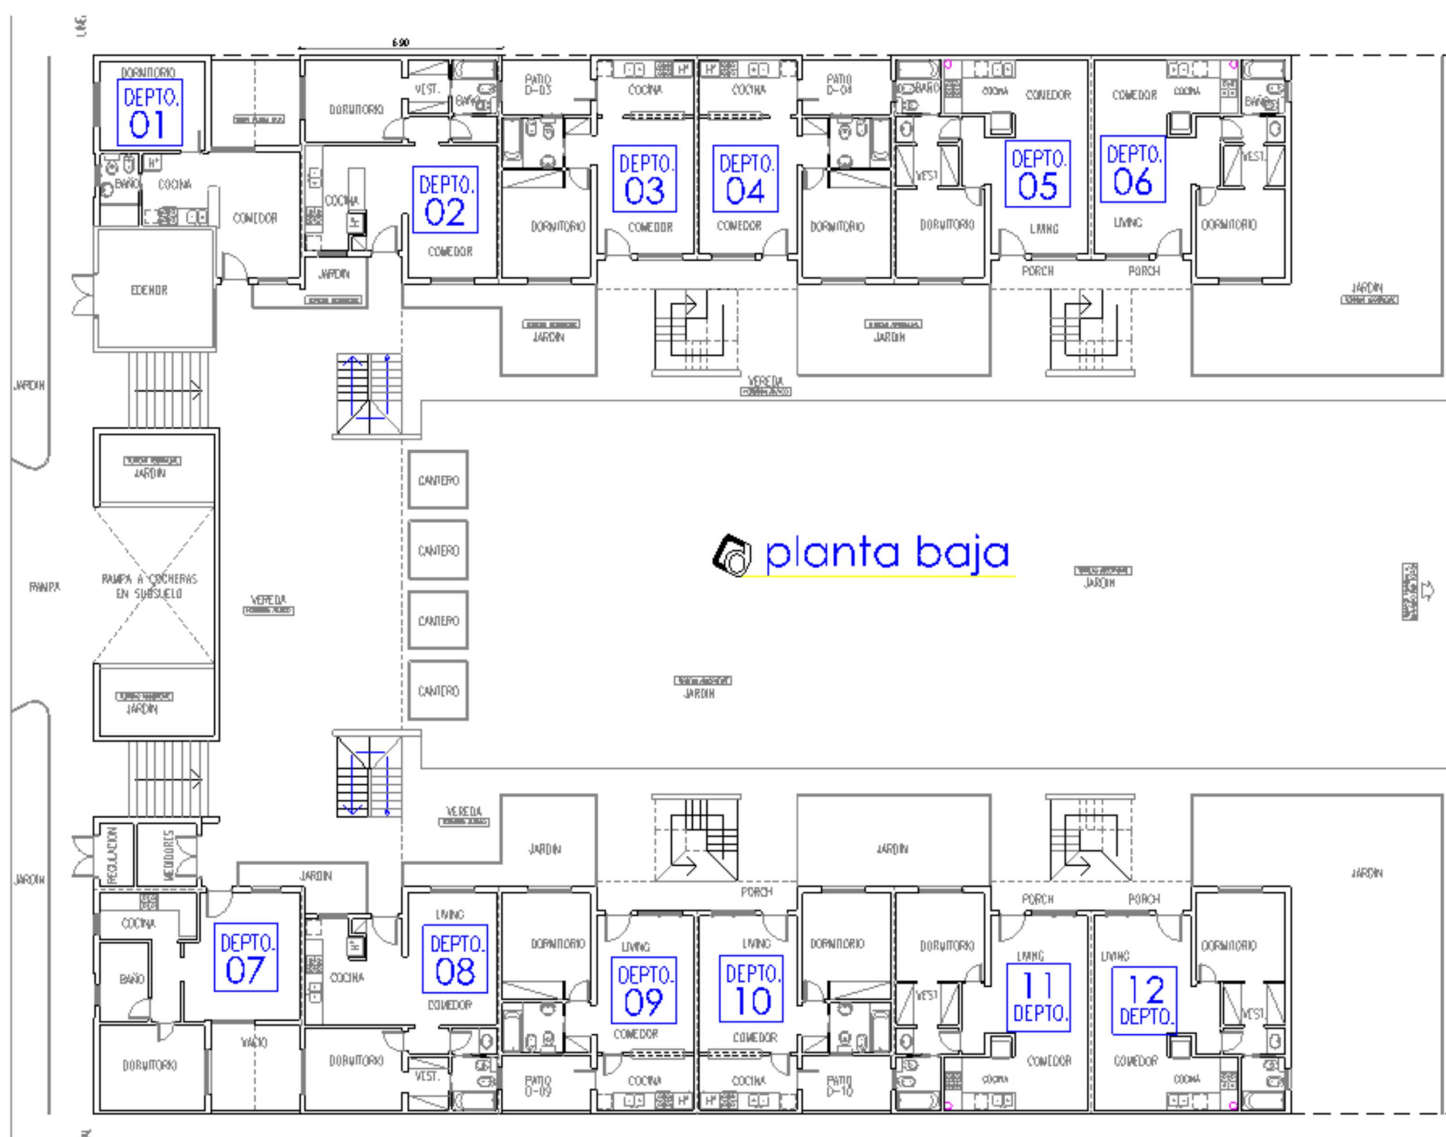 6.90
DORMITORIO
DEPTO.
01
DORMITORIO
VEST.
BAÑO
PATIO
D-03
COCINA
COCINA
PATIO
D-04
BAÑO
COCINA
COMEDOR
COMEDOR
COCINA
BAÑO
BAÑO
COCINA
COMEDOR
COCINA
DEPTO.
02
COMEDOR
DORMITORIO
DEPTO.
03
COMEDOR
DEPTO.
04
COMEDOR
DORMITORIO
VEST
DORMITORIO
DEPTO.
05
LIVING
DEPTO.
06
LIVING
VEST.
DORMITORIO
EDENOR
JARDIN
PORCH
PORCH
JARDIN
JARDIN
JARDIN
JARDIN
VEREDA
JARDIN
CANTERO
CANTERO
planta baja
JARDIN
RAMPA
RAMPA A COCHERAS
EN SUBSUELO
VEREDA
CANTERO
CANTERO
JARDIN
JARDIN
VEREDA
REGULACION
MEDIDORES
JARDIN
JARDIN
JARDIN
JARDIN
JARDIN
PORCH
PORCH
PORCH
COCINA
BAÑO
DEPTO.
07
DORMITORIO
VACIO
LIVING
DEPTO.
08
COCINA
COMEDOR
DORMITORIO
VEST.
DORMITORIO
LIVING
DEPTO.
09
COMEDOR
PATIO
D-09
COCINA
LIVING
DEPTO.
10
COMEDOR
COCINA
DORMITORIO
PATIO
D-10
DORMITORIO
VEST
LIVING
11
DEPTO.
COMEDOR
COCINA
LIVING
12
DEPTO.
COMEDOR
COCINA
DORMITORIO
VEST.